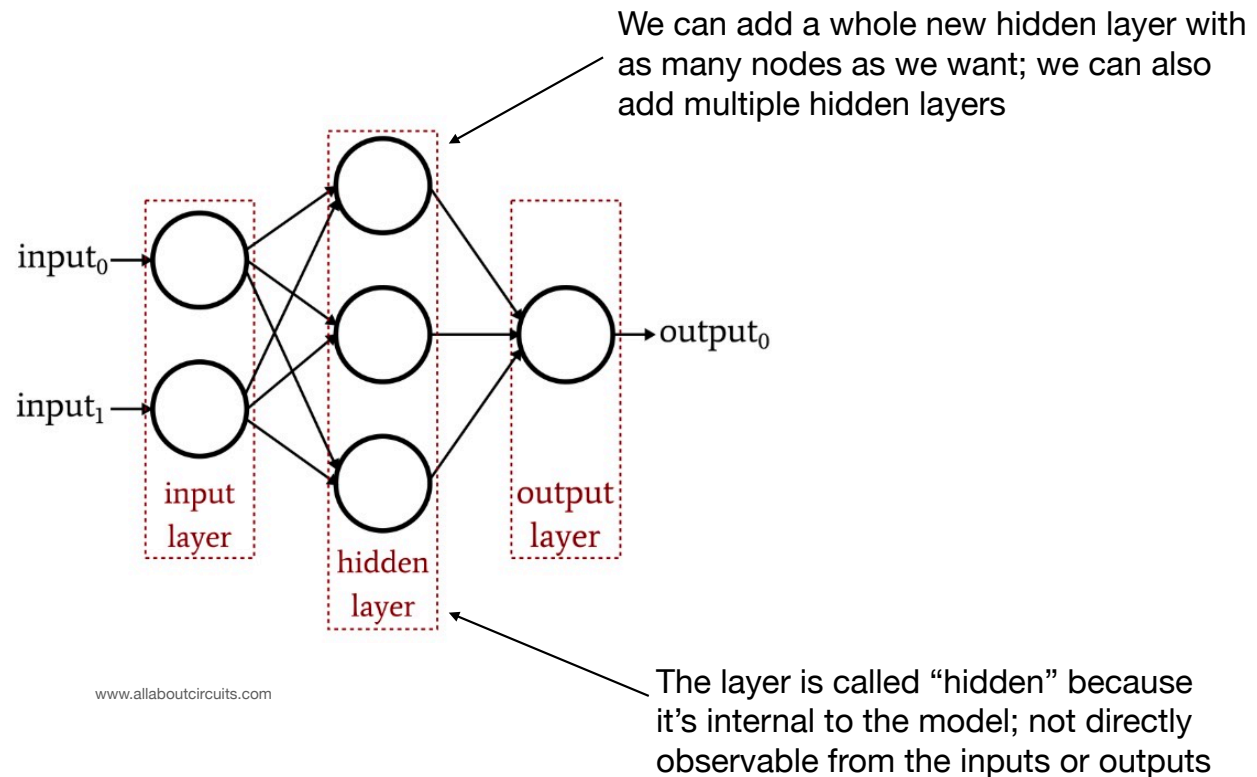 We can add a whole new hidden layer with
as many nodes as we want; we can also
add multiple hidden layers
input₀
input₁
output₀
input
layer
hidden
layer
output
layer
www.allaboutcircuits.com
The layer is called “hidden” because
it’s internal to the model; not directly
observable from the inputs or outputs